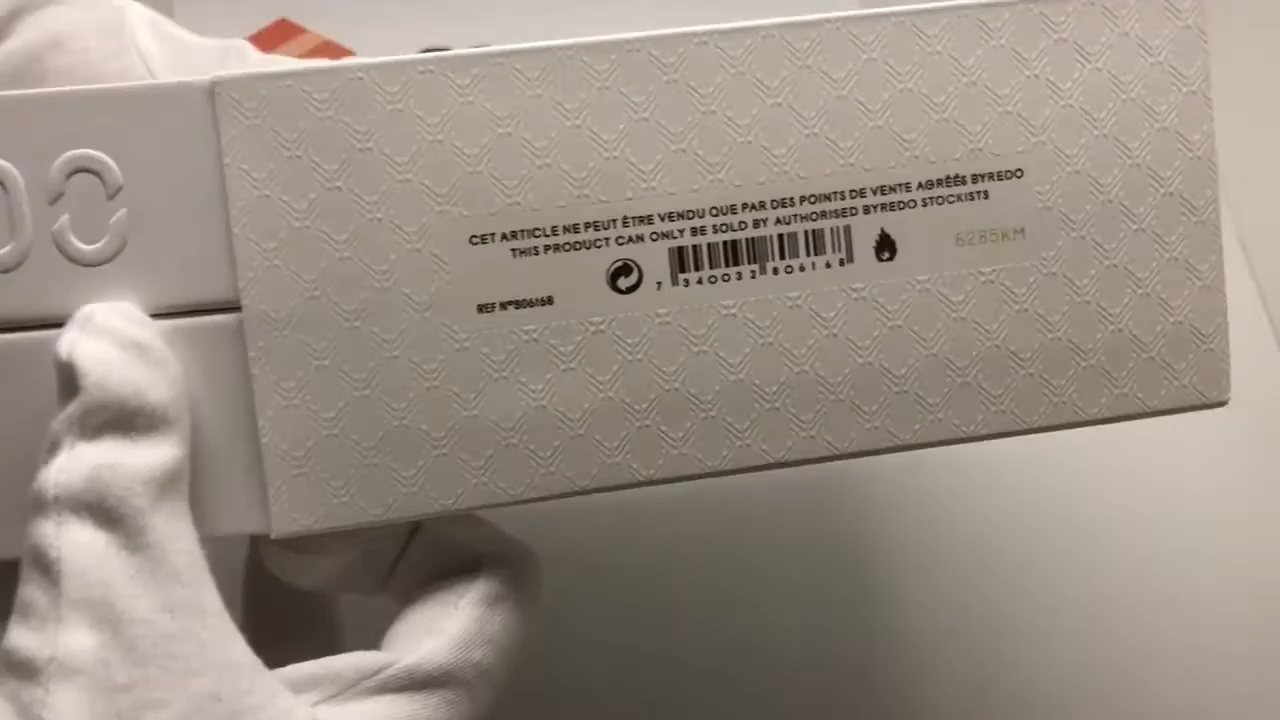 DO
CET ARTICLE NE PEUT ÊTRE VENDU QUE PAR DES POINTS DE VENTE AGRÉÉS BYREDO
THIS PRODUCT CAN ONLY BE SOLD BY AUTHORISED BYREDO STOCKISTS
7 340032 806168
6285KM
REF N°806168